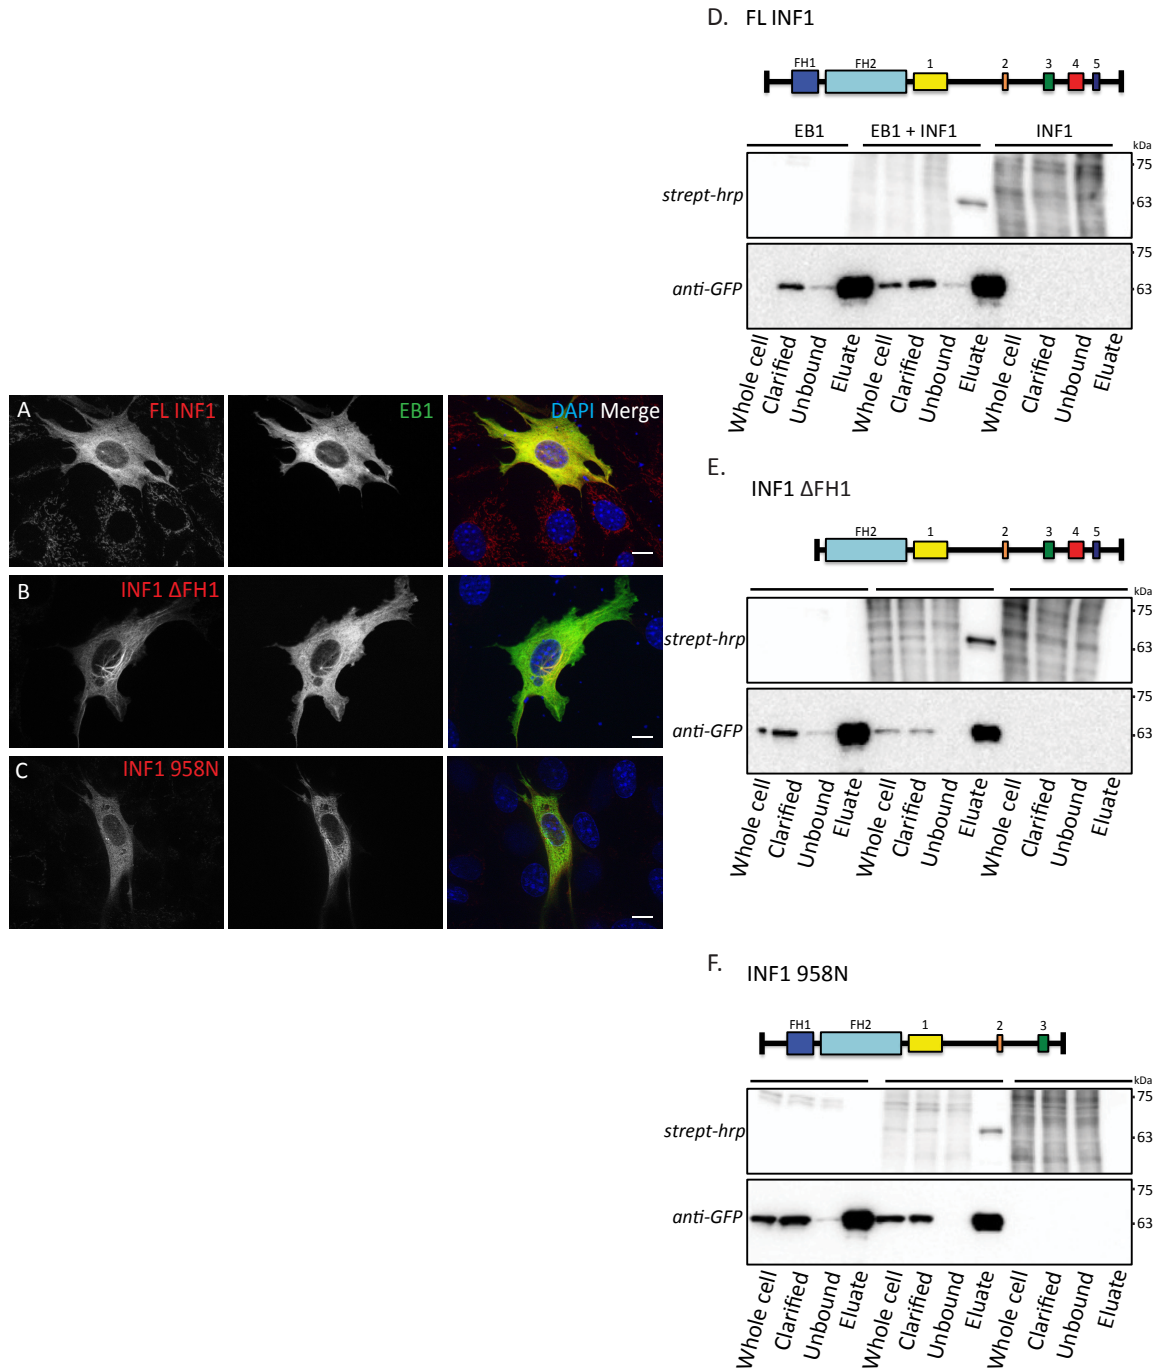 A FL INF1 EB1 DAPI Merge
B INF1 ΔFH1
C INF1 958N
D. FL INF1
FH1 FH2 1 2 3 4 5
EB1 EB1 + INF1 INF1
kDa
strept-hrp 75 63
anti-GFP 75 63
Whole cell Clarified Unbound Eluate Whole cell Clarified Unbound Eluate Whole cell Clarified Unbound Eluate
E. INF1 ΔFH1
FH2 1 2 3 4 5
kDa
strept-hrp 75 63
anti-GFP 75 63
Whole cell Clarified Unbound Eluate Whole cell Clarified Unbound Eluate Whole cell Clarified Unbound Eluate
F. INF1 958N
FH1 FH2 1 2 3
kDa
strept-hrp 75 63
anti-GFP 75 63
Whole cell Clarified Unbound Eluate Whole cell Clarified Unbound Eluate Whole cell Clarified Unbound Eluate